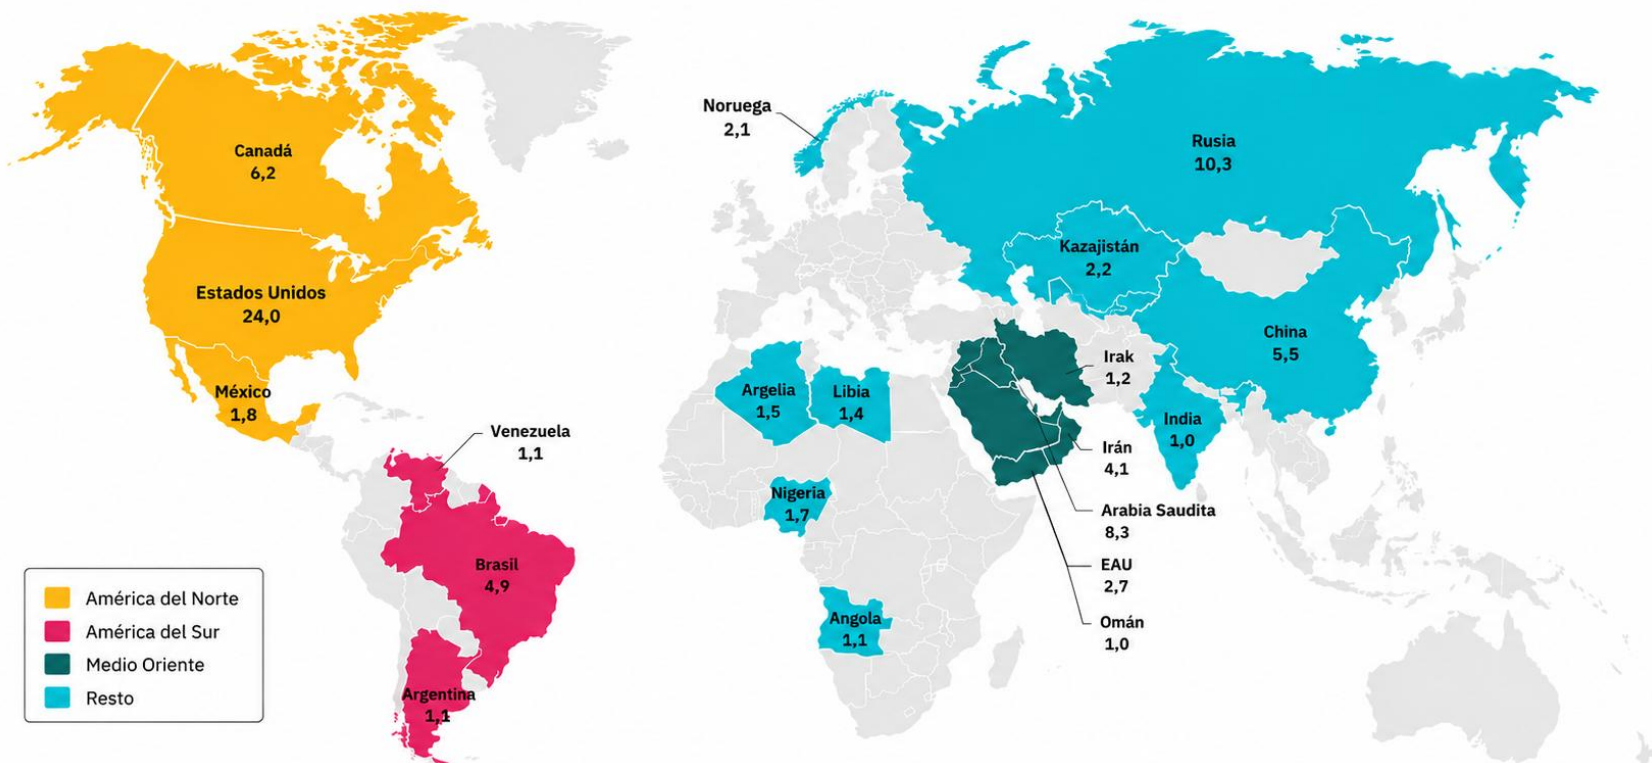 Canadá
6,2
Estados Unidos
24,0
México
1,8
Venezuela
1,1
Brasil
4,9
Argentina
1,1
Noruega
2,1
Rusia
10,3
Kazajistán
2,2
China
5,5
India
1,0
Argelia
1,5
Libia
1,4
Nigeria
1,7
Angola
1,1
Irak
1,2
Irán
4,1
Arabia Saudita
8,3
EAU
2,7
Omán
1,0
América del Norte
América del Sur
Medio Oriente
Resto